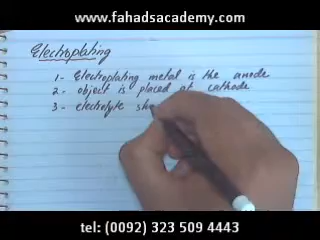 www.fahadsacademy.com
Electroplating
1- Electroplating metal is the anode
2- object is placed at cathode
3- electrolyte sh
tel: (0092) 323 509 4443